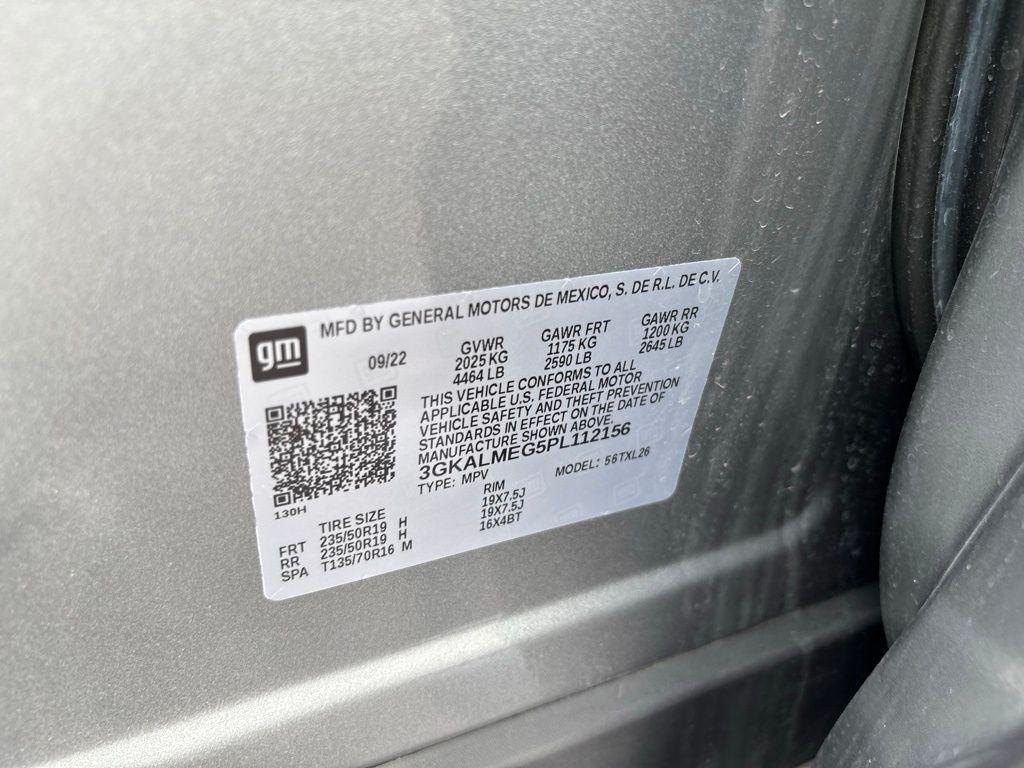 gm
MFD BY GENERAL MOTORS DE MEXICO, S. DE R.L. DE C.V.
09/22 GVWR GAWR FRT GAWR RR
2025 KG 1175 KG 1200 KG
4464 LB 2590 LB 2645 LB
THIS VEHICLE CONFORMS TO ALL
APPLICABLE U.S. FEDERAL MOTOR
VEHICLE SAFETY AND THEFT PREVENTION
STANDARDS IN EFFECT ON THE DATE OF
MANUFACTURE SHOWN ABOVE.
3GKALMEG5PL112156
TYPE: MPV MODEL: 56TXL26
130H
TIRE SIZE RIM
FRT 235/50R19 H 19X7.5J
RR 235/50R19 H 19X7.5J
SPA T135/70R16 M 16X4BT